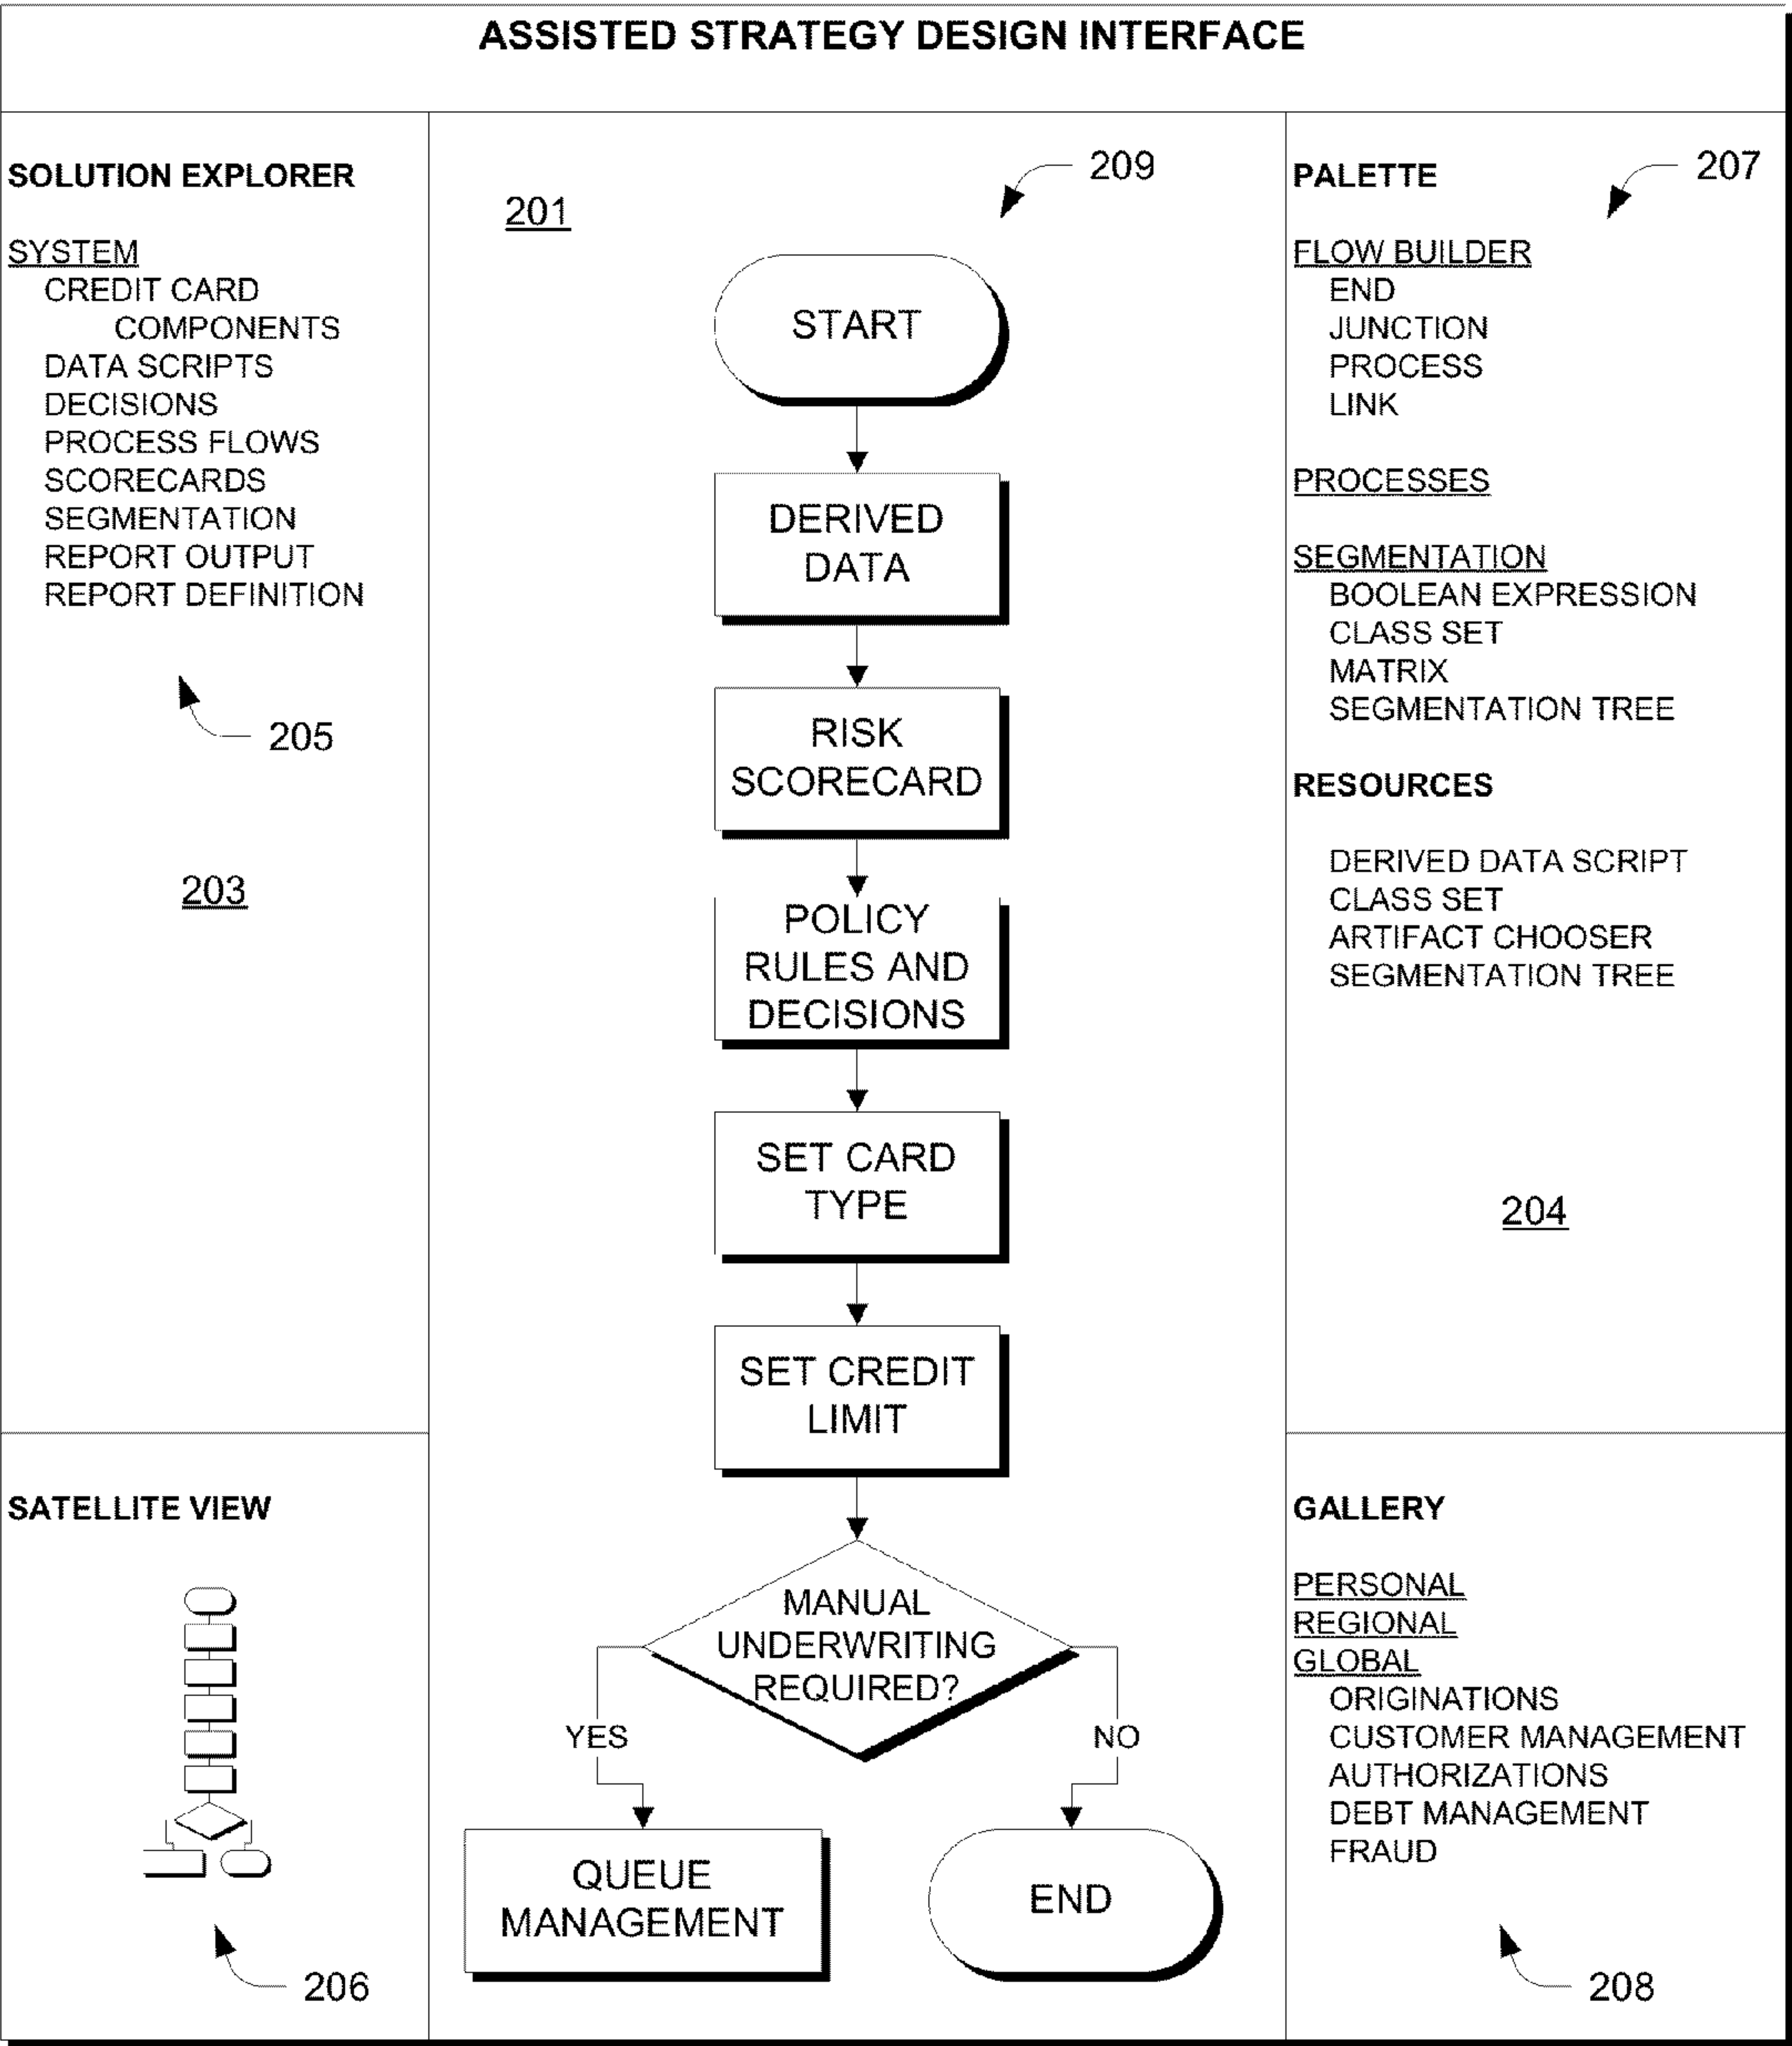 ASSISTED STRATEGY DESIGN INTERFACE
SOLUTION EXPLORER
SYSTEM
CREDIT CARD
COMPONENTS
DATA SCRIPTS
DECISIONS
PROCESS FLOWS
SCORECARDS
SEGMENTATION
REPORT OUTPUT
REPORT DEFINITION
205
203
SATELLITE VIEW
206
201
209
START
DERIVED
DATA
RISK
SCORECARD
POLICY
RULES AND
DECISIONS
SET CARD
TYPE
SET CREDIT
LIMIT
MANUAL
UNDERWRITING
REQUIRED?
YES
NO
QUEUE
MANAGEMENT
END
PALETTE
207
FLOW BUILDER
END
JUNCTION
PROCESS
LINK
PROCESSES
SEGMENTATION
BOOLEAN EXPRESSION
CLASS SET
MATRIX
SEGMENTATION TREE
RESOURCES
DERIVED DATA SCRIPT
CLASS SET
ARTIFACT CHOOSER
SEGMENTATION TREE
204
GALLERY
PERSONAL
REGIONAL
GLOBAL
ORIGINATIONS
CUSTOMER MANAGEMENT
AUTHORIZATIONS
DEBT MANAGEMENT
FRAUD
208